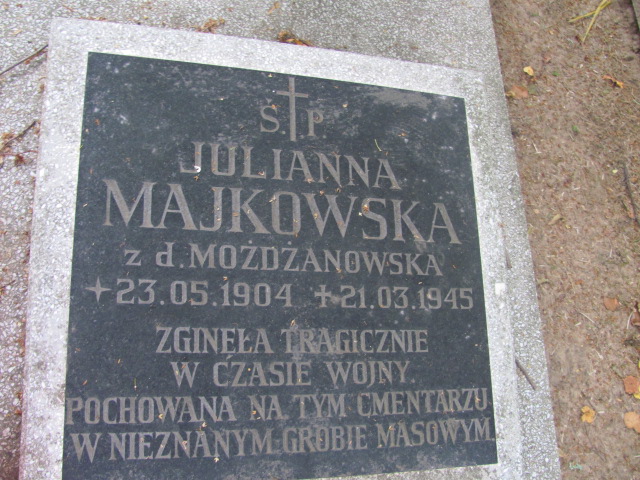 Ś.P.
JULIANNA
MAJKOWSKA
z d. MOŻDŻANOWSKA
23.05.1904 21.03.1945
ZGINĘŁA TRAGICZNIE
W CZASIE WOJNY
POCHOWANA NA TYM CMENTARZU
W NIEZNANYM GROBIE MASOWYM.